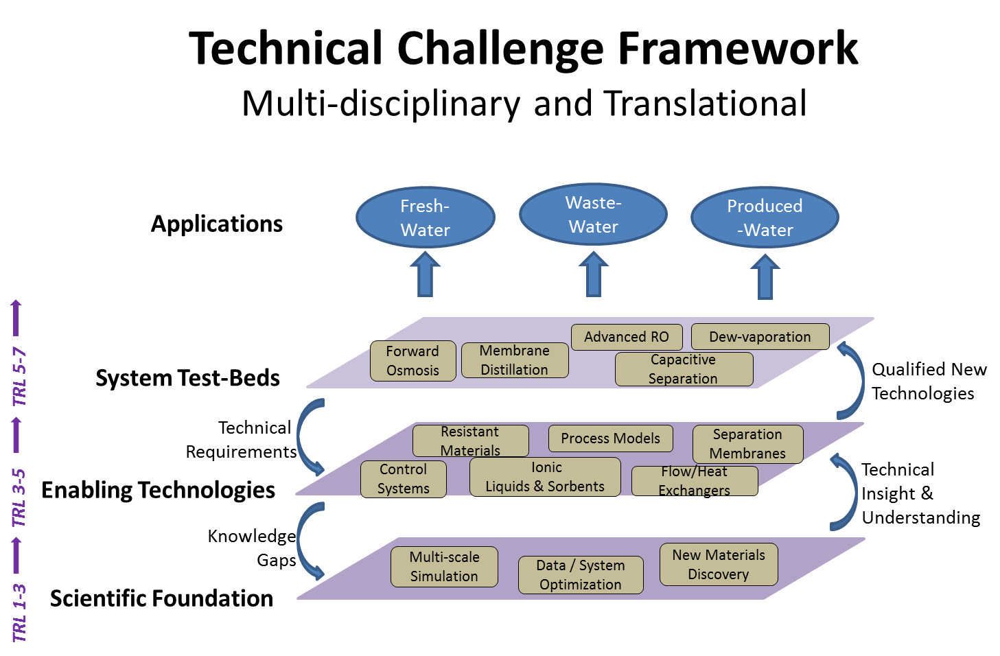 Technical Challenge Framework
Multi-disciplinary and Translational
Applications
Fresh-
Water
Waste-
Water
Produced
-Water
System Test-Beds
Forward
Osmosis
Membrane
Distillation
Advanced RO
Dew-vaporation
Capacitive
Separation
Technical
Requirements
Qualified New
Technologies
Enabling Technologies
Resistant
Materials
Process Models
Separation
Membranes
Control
Systems
Ionic
Liquids & Sorbents
Flow/Heat
Exchangers
Knowledge
Gaps
Technical
Insight &
Understanding
Scientific Foundation
Multi-scale
Simulation
Data / System
Optimization
New Materials
Discovery
TRL 1-3
TRL 3-5
TRL 5-7